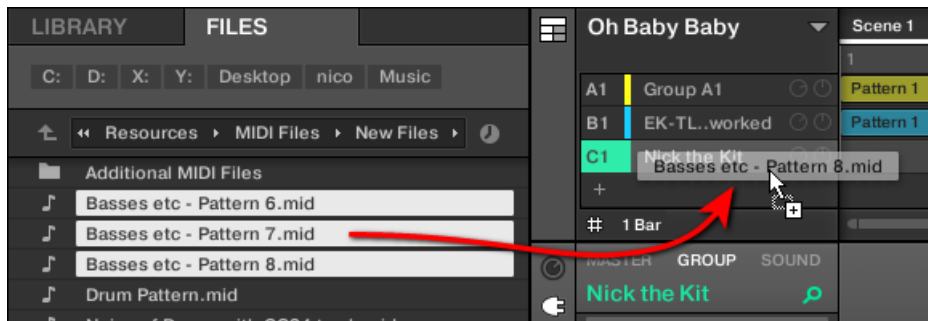 LIBRARY
FILES
C: D: X: Y: Desktop nico Music
Resources MIDI Files New Files
Additional MIDI Files
Basses etc - Pattern 6.mid
Basses etc - Pattern 7.mid
Basses etc - Pattern 8.mid
Drum Pattern.mid
Oh Baby Baby
Scene 1
1
A1 Group A1
Pattern 1
B1 EK-TL..worked
Pattern 1
C1 Nick the Kit
Basses etc - Pattern 8.mid
+
# 1 Bar
MASTER GROUP SOUND
Nick the Kit